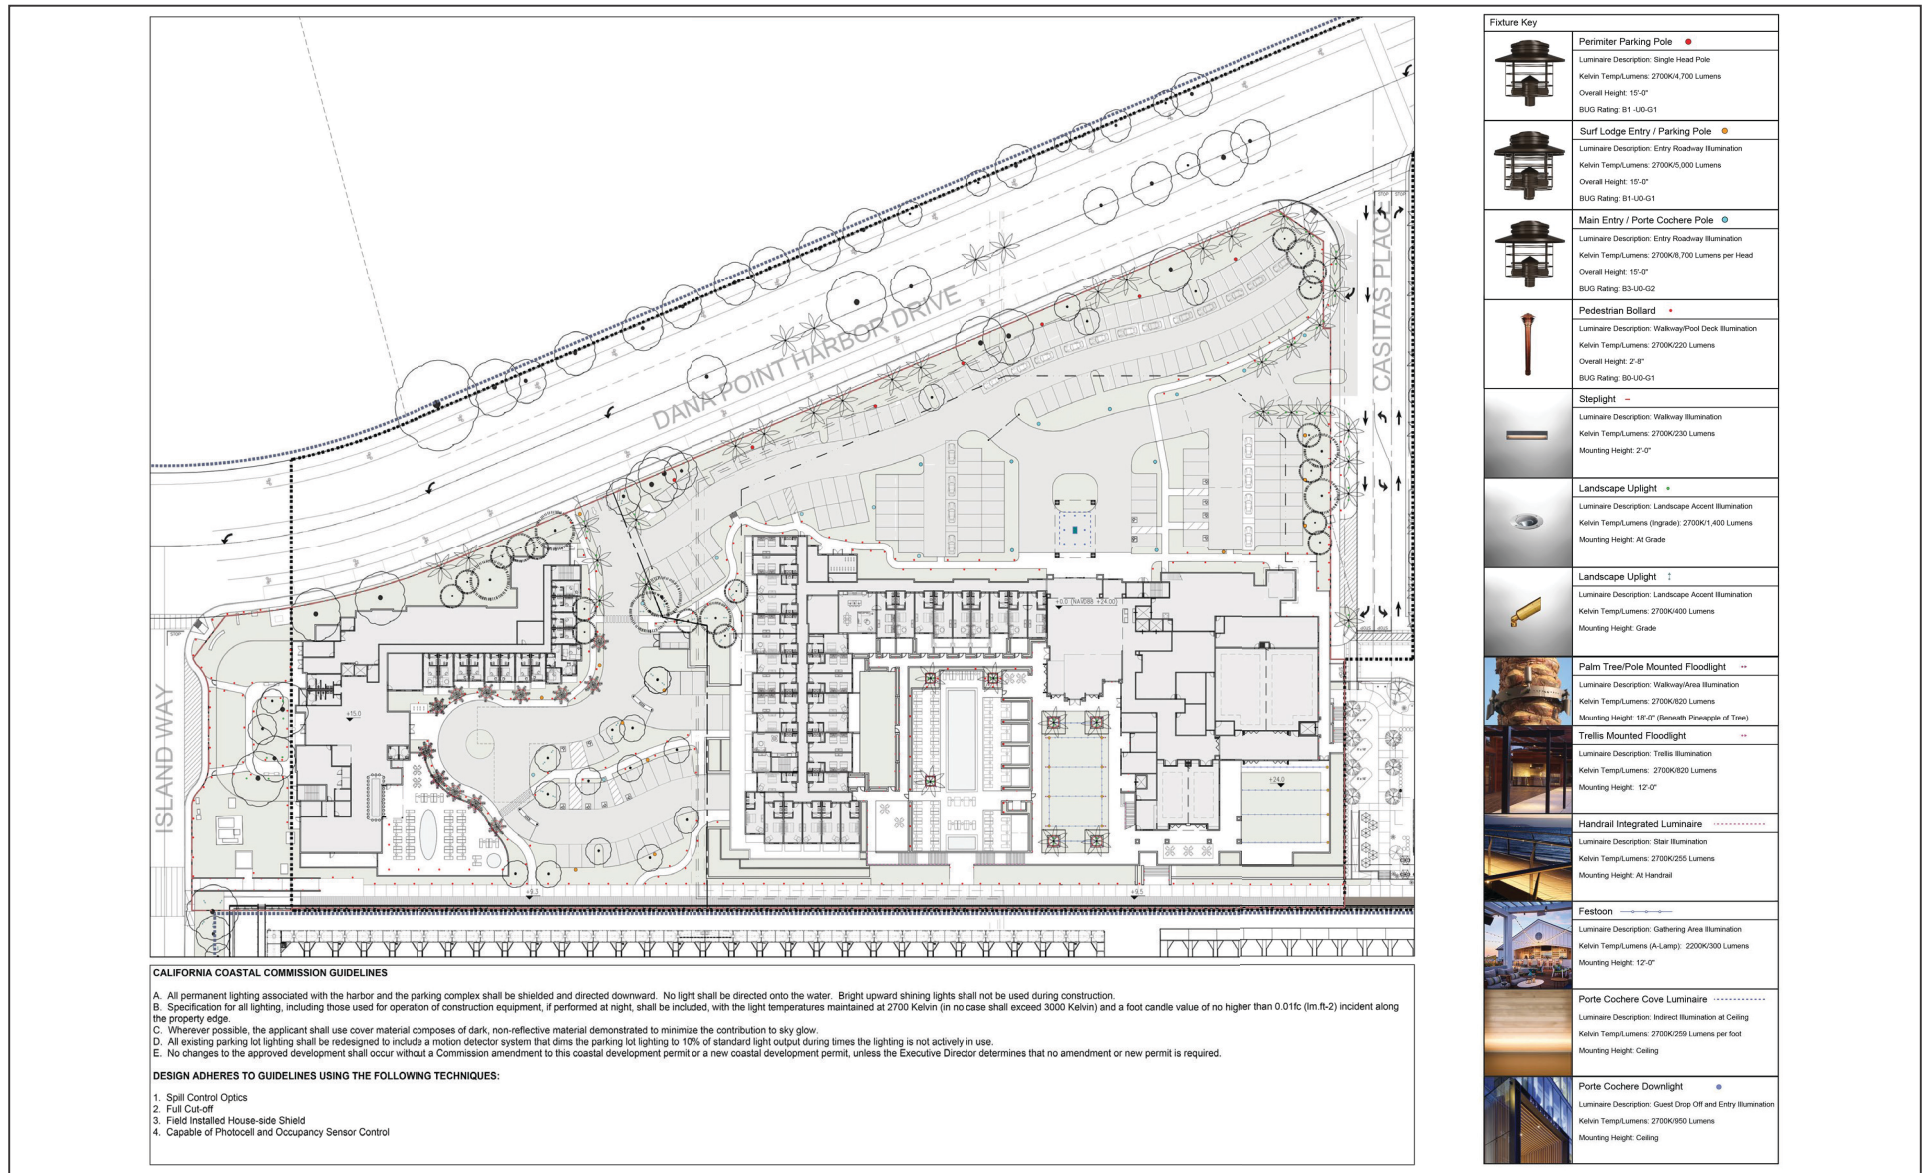 DANA POINT HARBOR DRIVE
CASITAS PLACE
ISLAND WAY
STOP
STOP
STOP
+0.0 (NAVD88 +24.00)
+15.0
+24.0
+9.3
+9.5
CALIFORNIA COASTAL COMMISSION GUIDELINES
A. All permanent lighting associated with the harbor and the parking complex shall be shielded and directed downward. No light shall be directed onto the water. Bright upward shining lights shall not be used during construction.
B. Specification for all lighting, including those used for operaton of construction equipment, if performed at night, shall be included, with the light temperatures maintained at 2700 Kelvin (in no case shall exceed 3000 Kelvin) and a foot candle value of no higher than 0.01fc (lm.ft-2) incident along
the property edge.
C. Wherever possible, the applicant shall use cover material composes of dark, non-reflective material demonstrated to minimize the contribution to sky glow.
D. All existing parking lot lighting shall be redesigned to include a motion detector system that dims the parking lot lighting to 10% of standard light output during times the lighting is not actively in use.
E. No changes to the approved development shall occur without a Commission amendment to this coastal development permit or a new coastal development permit, unless the Executive Director determines that no amendment or new permit is required.
DESIGN ADHERES TO GUIDELINES USING THE FOLLOWING TECHNIQUES:
1. Spill Control Optics
2. Full Cut-off
3. Field Installed House-side Shield
4. Capable of Photocell and Occupancy Sensor Control
Fixture Key
Perimiter Parking Pole
Luminaire Description: Single Head Pole
Kelvin Temp/Lumens: 2700K/4,700 Lumens
Overall Height: 15'-0"
BUG Rating: B1 -U0-G1
Surf Lodge Entry / Parking Pole
Luminaire Description: Entry Roadway Illumination
Kelvin Temp/Lumens: 2700K/5,000 Lumens
Overall Height: 15'-0"
BUG Rating: B1-U0-G1
Main Entry / Porte Cochere Pole
Luminaire Description: Entry Roadway Illumination
Kelvin Temp/Lumens: 2700K/8,700 Lumens per Head
Overall Height: 15'-0"
BUG Rating: B3-U0-G2
Pedestrian Bollard
Luminaire Description: Walkway/Pool Deck Illumination
Kelvin Temp/Lumens: 2700K/220 Lumens
Overall Height: 2'-8"
BUG Rating: B0-U0-G1
Steplight
Luminaire Description: Walkway Illumination
Kelvin Temp/Lumens: 2700K/230 Lumens
Mounting Height: 2'-0"
Landscape Uplight
Luminaire Description: Landscape Accent Illumination
Kelvin Temp/Lumens (Ingrade): 2700K/1,400 Lumens
Mounting Height: At Grade
Landscape Uplight
Luminaire Description: Landscape Accent Illumination
Kelvin Temp/Lumens: 2700K/400 Lumens
Mounting Height: Grade
Palm Tree/Pole Mounted Floodlight
Luminaire Description: Walkway/Area Illumination
Kelvin Temp/Lumens: 2700K/820 Lumens
Mounting Height: 18'-0" (Beneath Pineapple of Tree)
Trellis Mounted Floodlight
Luminaire Description: Trellis Illumination
Kelvin Temp/Lumens: 2700K/820 Lumens
Mounting Height: 12'-0"
Handrail Integrated Luminaire
Luminaire Description: Stair Illumination
Kelvin Temp/Lumens: 2700K/255 Lumens
Mounting Height: At Handrail
Festoon
Luminaire Description: Gathering Area Illumination
Kelvin Temp/Lumens (A-Lamp): 2200K/300 Lumens
Mounting Height: 12'-0"
Porte Cochere Cove Luminaire
Luminaire Description: Indirect Illumination at Ceiling
Kelvin Temp/Lumens: 2700K/259 Lumens per foot
Mounting Height: Ceiling
Porte Cochere Downlight
Luminaire Description: Guest Drop Off and Entry Illumination
Kelvin Temp/Lumens: 2700K/950 Lumens
Mounting Height: Ceiling